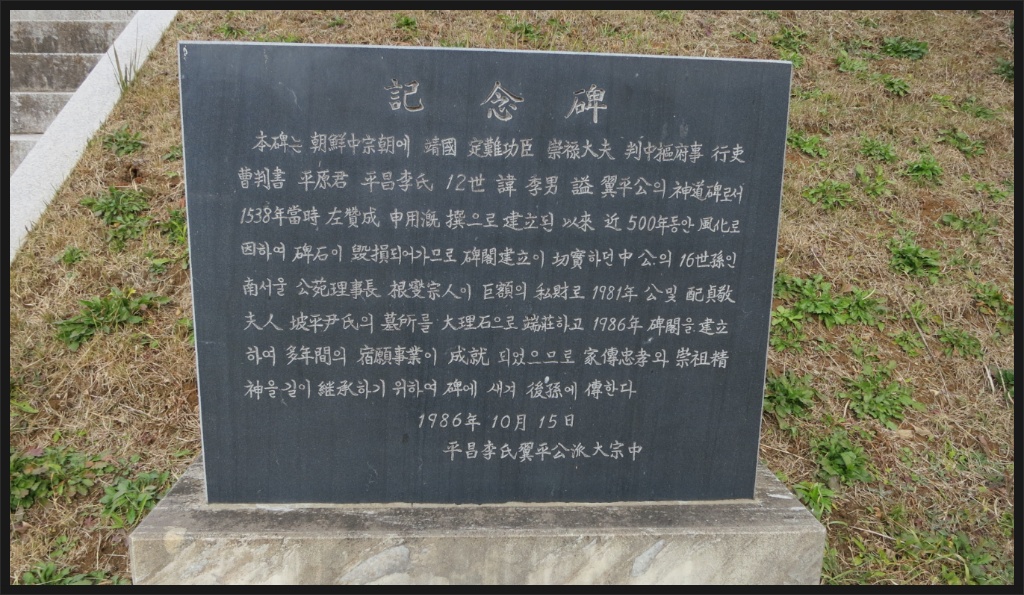 記念碑
本碑는 朝鮮中宗朝에 靖國 定難功臣 崇祿大夫 判中樞府事 行吏
曹判書 平原君 平昌李氏 12世 諱 季男 謚 翼平公의 神道碑로서
1538年當時 左贊成 申用漑 撰으로 建立된 以來 近 500年동안 風化로
因하여 碑石이 毁損되어가므로 碑閣建立이 切實하던中 公의 16世孫인
南서울 公苑理事長 根燮宗人이 巨額의 私財로 1981年 公및 配貞敬
夫人 坡平尹氏의 墓所를 大理石으로 端莊하고 1986年 碑閣을 建立
하여 多年間의 宿願事業이 成就 되었으므로 家傳忠孝와 崇祖精
神을 길이 継承하기 위하여 碑에 새겨 後孫에 傳한다
1986年 10月 15日
平昌李氏翼平公派大宗中